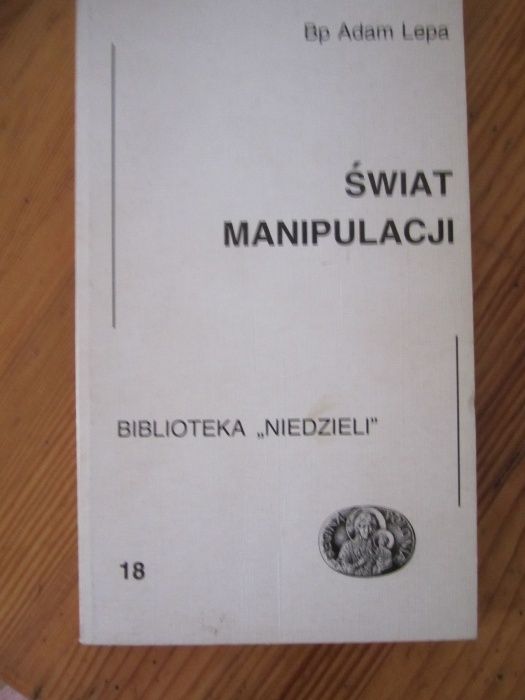 Bp Adam Lepa
ŚWIAT
MANIPULACJI
BIBLIOTEKA „NIEDZIELI”
18